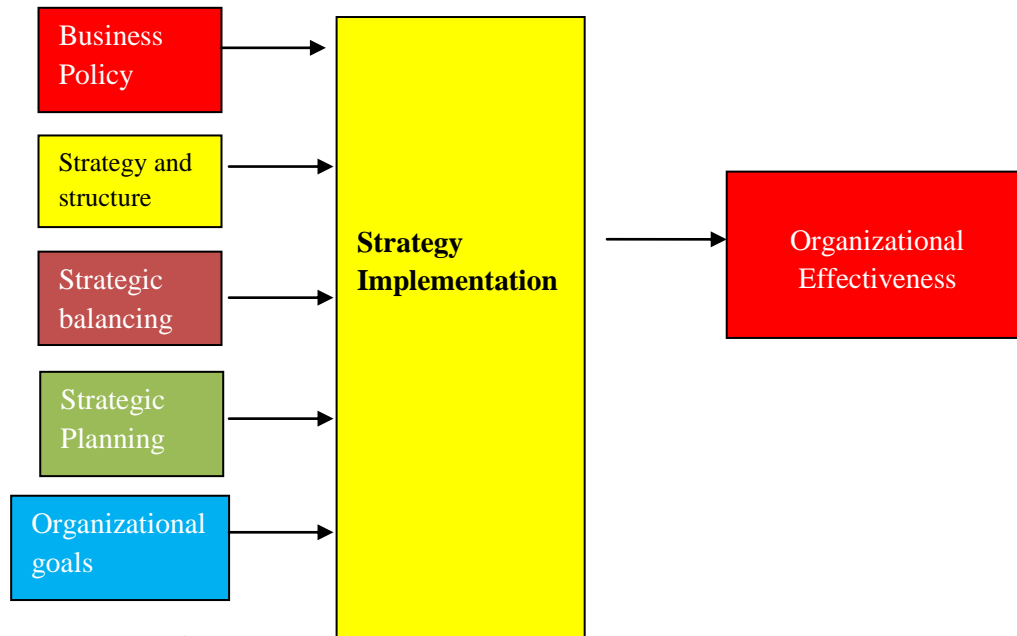 Business
Policy
Strategy and
structure
Strategic
balancing
Strategic
Planning
Organizational
goals
Strategy
Implementation
Organizational
Effectiveness